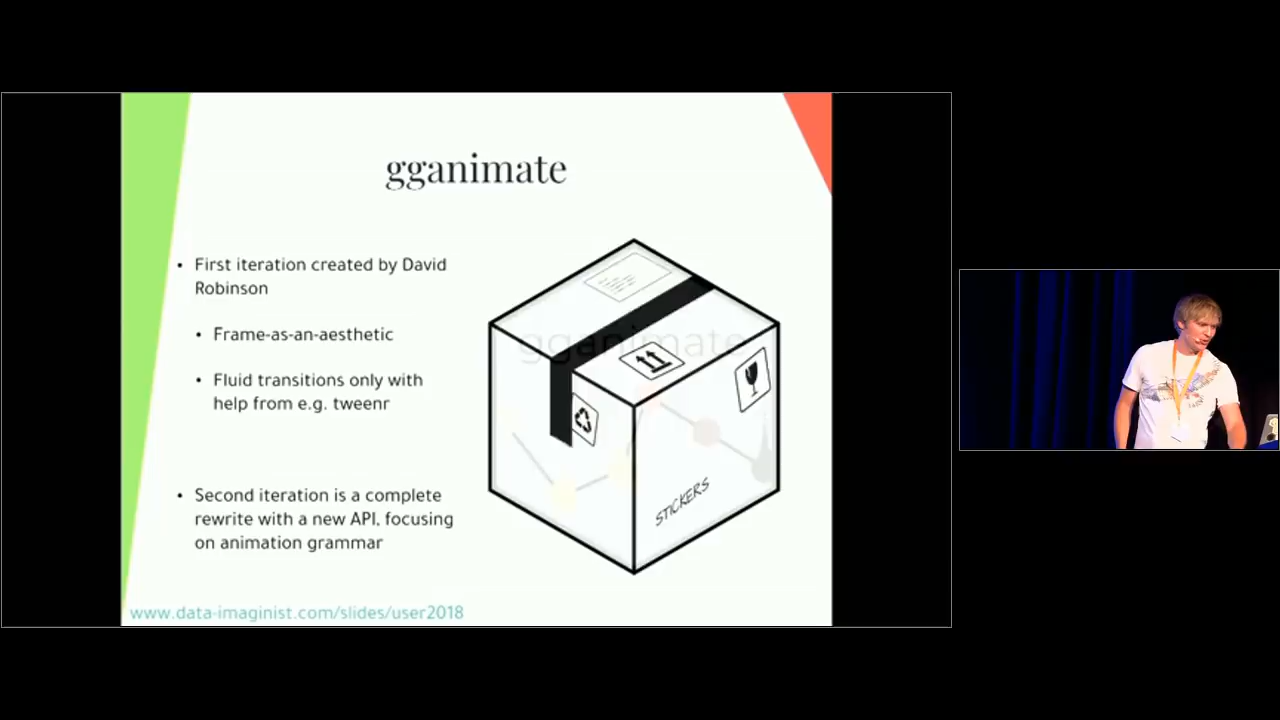 gganimate
• First iteration created by David
Robinson
• Frame-as-an-aesthetic
• Fluid transitions only with
help from e.g. tweenr
• Second iteration is a complete
rewrite with a new API, focusing
on animation grammar
gganimate
STICKERS
www.data-imaginist.com/slides/user2018